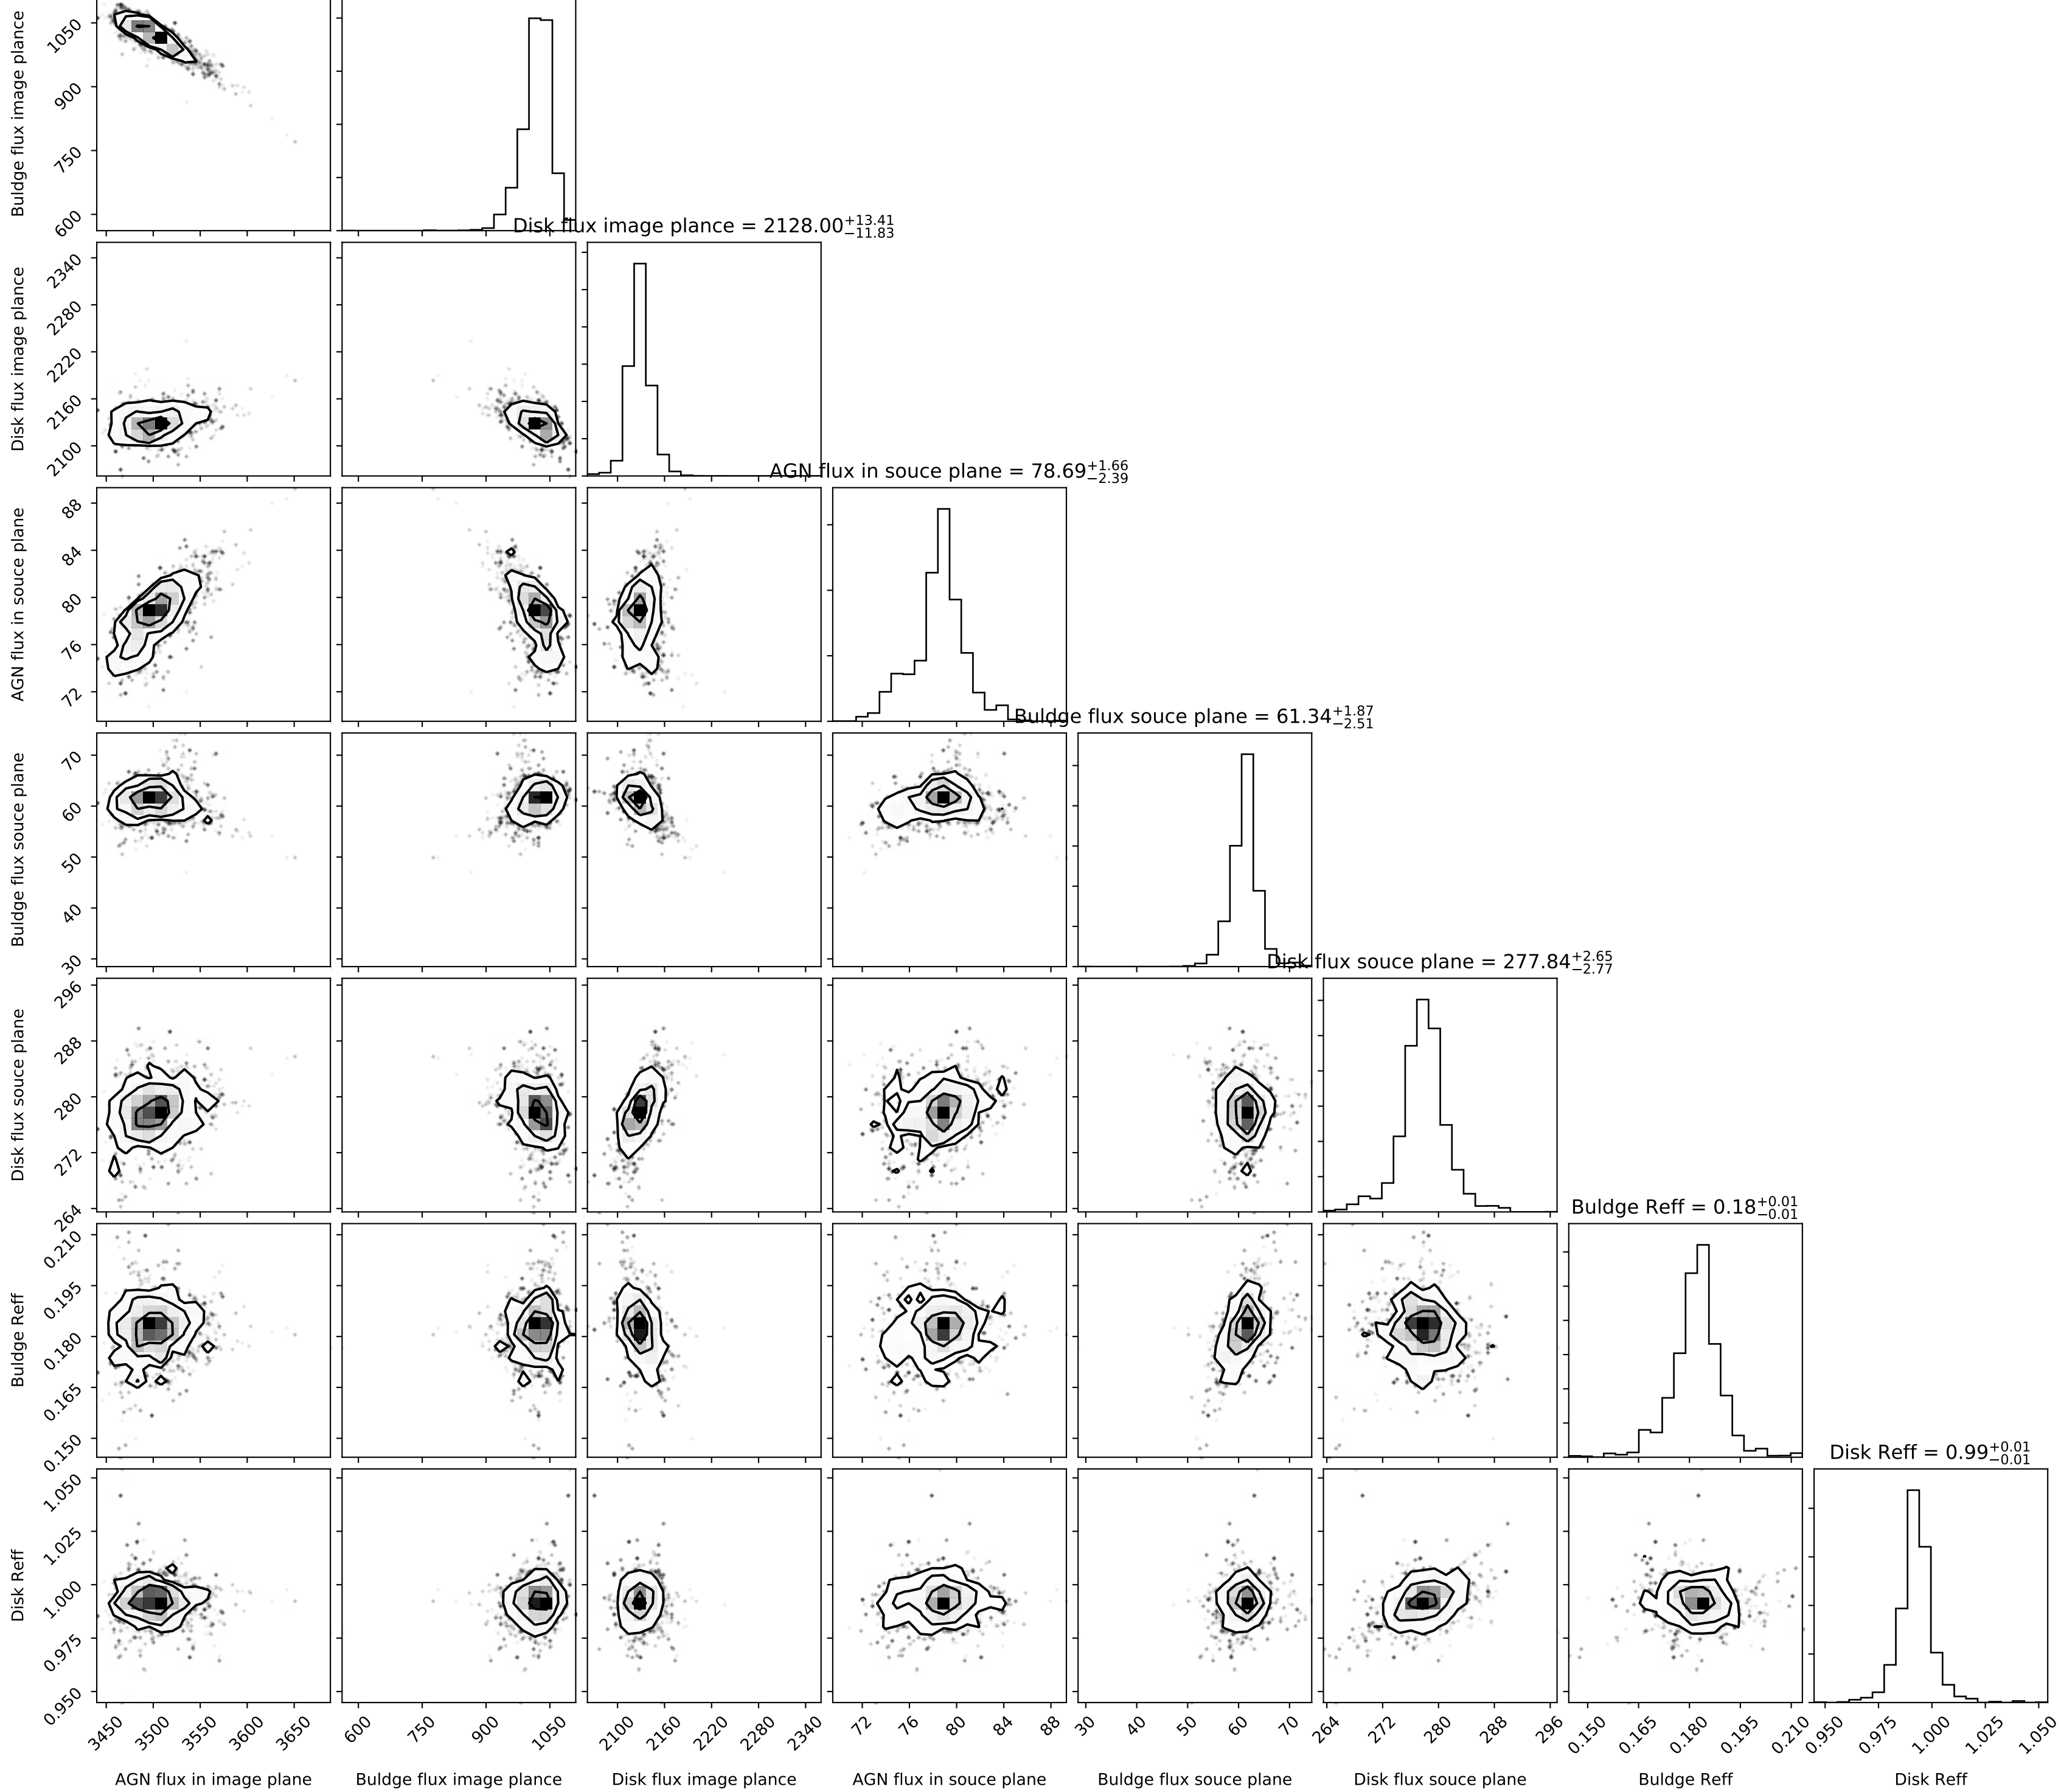 Buldge flux image plance
1050
900
750
600
Disk flux image plance = 2128.00+13.41 −11.83
Disk flux image plance
2340
2280
2220
2160
2100
AGN flux in souce plane = 78.69+1.66 −2.39
AGN flux in souce plane
88
84
80
76
72
Buldge flux souce plane = 61.34+1.87 −2.51
Buldge flux souce plane
70
60
50
40
30
Disk flux souce plane = 277.84+2.65 −2.77
Disk flux souce plane
296
288
280
272
264
Buldge Reff = 0.18+0.01 −0.01
Buldge Reff
0.210
0.195
0.180
0.165
0.150
Disk Reff = 0.99+0.01 −0.01
Disk Reff
1.050
1.025
1.000
0.975
0.950
3450 3500 3550 3600 3650 600 750 900 1050 2100 2160 2220 2280 2340 72 76 80 84 88 30 40 50 60 70 264 272 280 288 296 0.150 0.165 0.180 0.195 0.210 0.950 0.975 1.000 1.025 1.050
AGN flux in image plane Buldge flux image plance Disk flux image plance AGN flux in souce plane Buldge flux souce plane Disk flux souce plane Buldge Reff Disk Reff